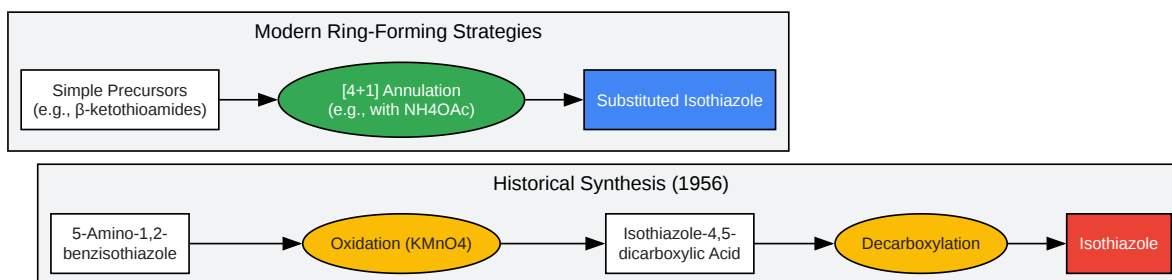 Modern Ring-Forming Strategies
Simple Precursors
(e.g., β-ketothioamides)
[4+1] Annulation
(e.g., with NH4OAc)
Substituted Isothiazole
Historical Synthesis (1956)
5-Amino-1,2-
benzisothiazole
Oxidation (KMnO4)
Isothiazole-4,5-
dicarboxylic Acid
Decarboxylation
Isothiazole